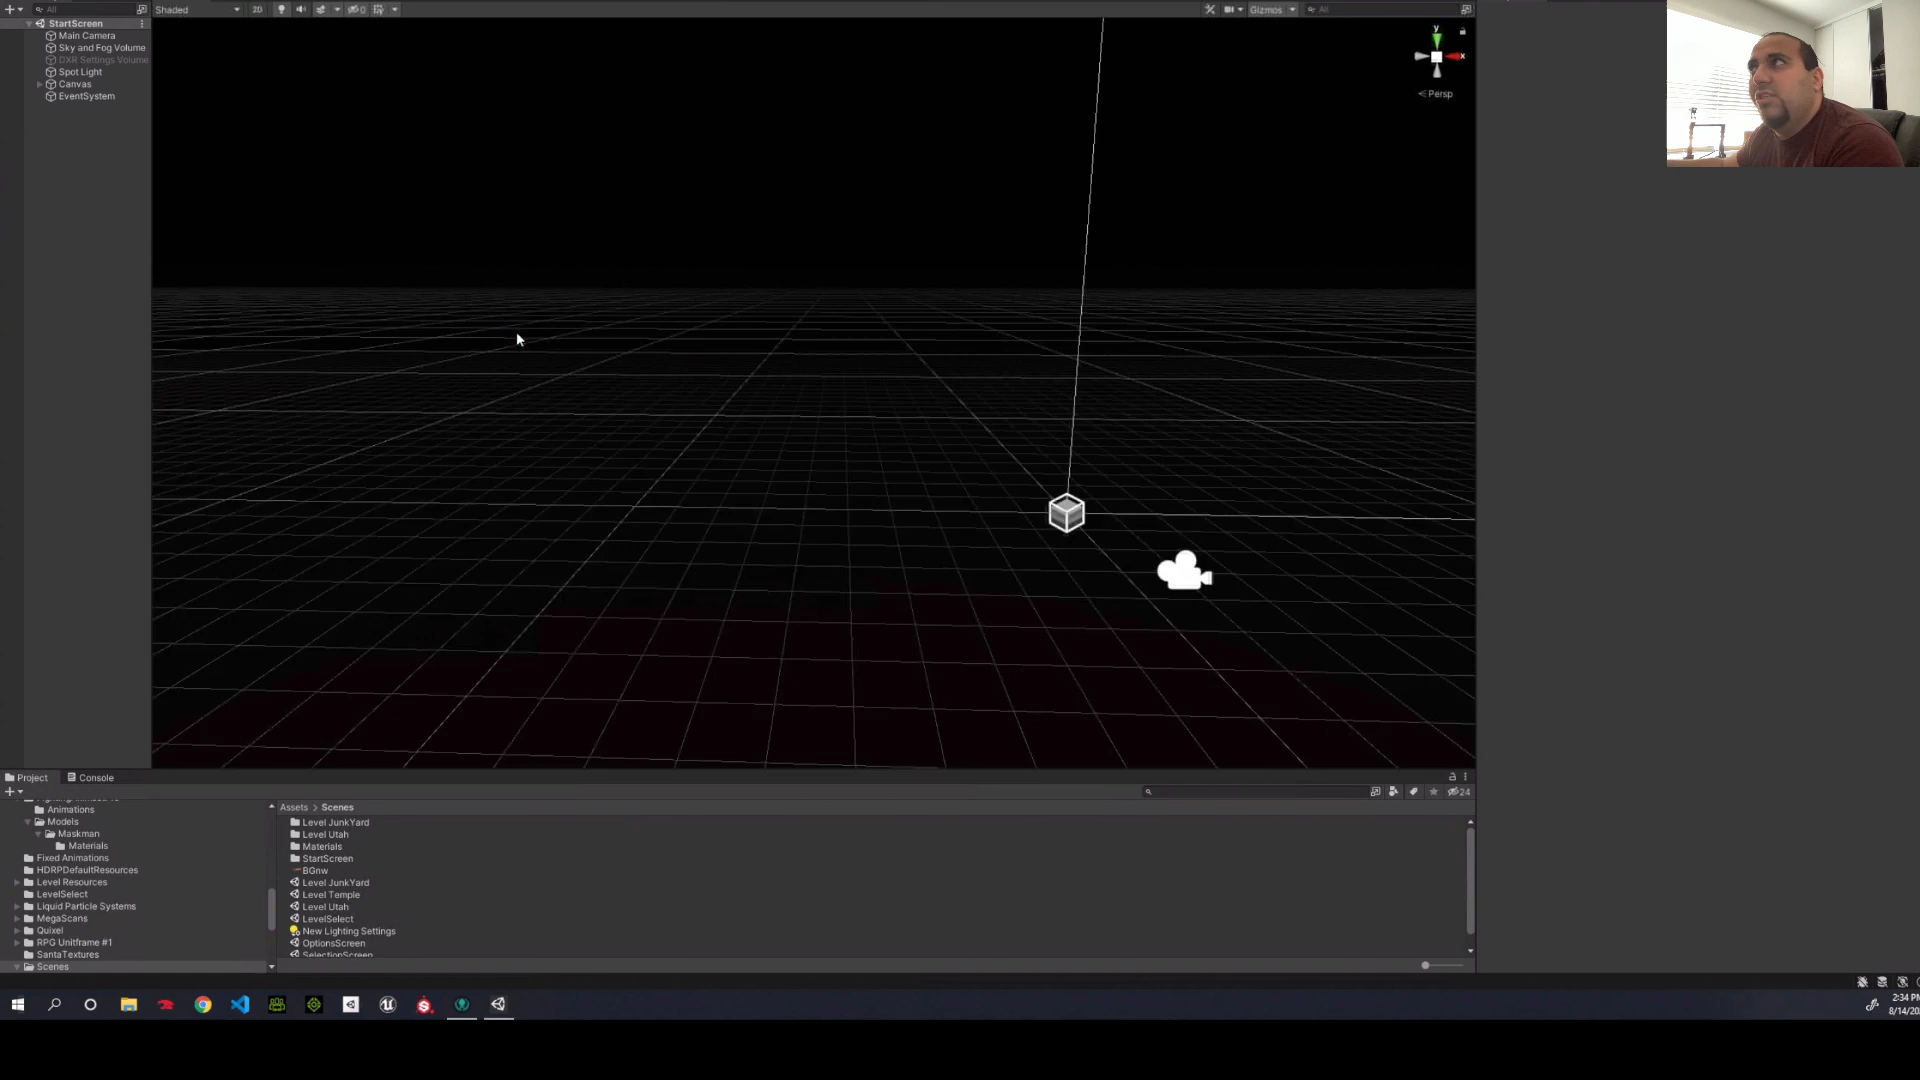 All
Shaded
2D
0
Gizmos
All
StartScreen
Main Camera
Sky and Fog Volume
DXR Settings Volume
Spot Light
Canvas
EventSystem
y
x
Persp
Project
Console
24
Animations
Models
Maskman
Materials
Fixed Animations
HDRPDefaultResources
Level Resources
LevelSelect
Liquid Particle Systems
MegaScans
Quixel
RPG Unitframe #1
SantaTextures
Scenes
Assets > Scenes
Level JunkYard
Level Utah
Materials
StartScreen
BGnw
Level JunkYard
Level Temple
Level Utah
LevelSelect
New Lighting Settings
OptionsScreen
SelectionScreen
2:34 PM